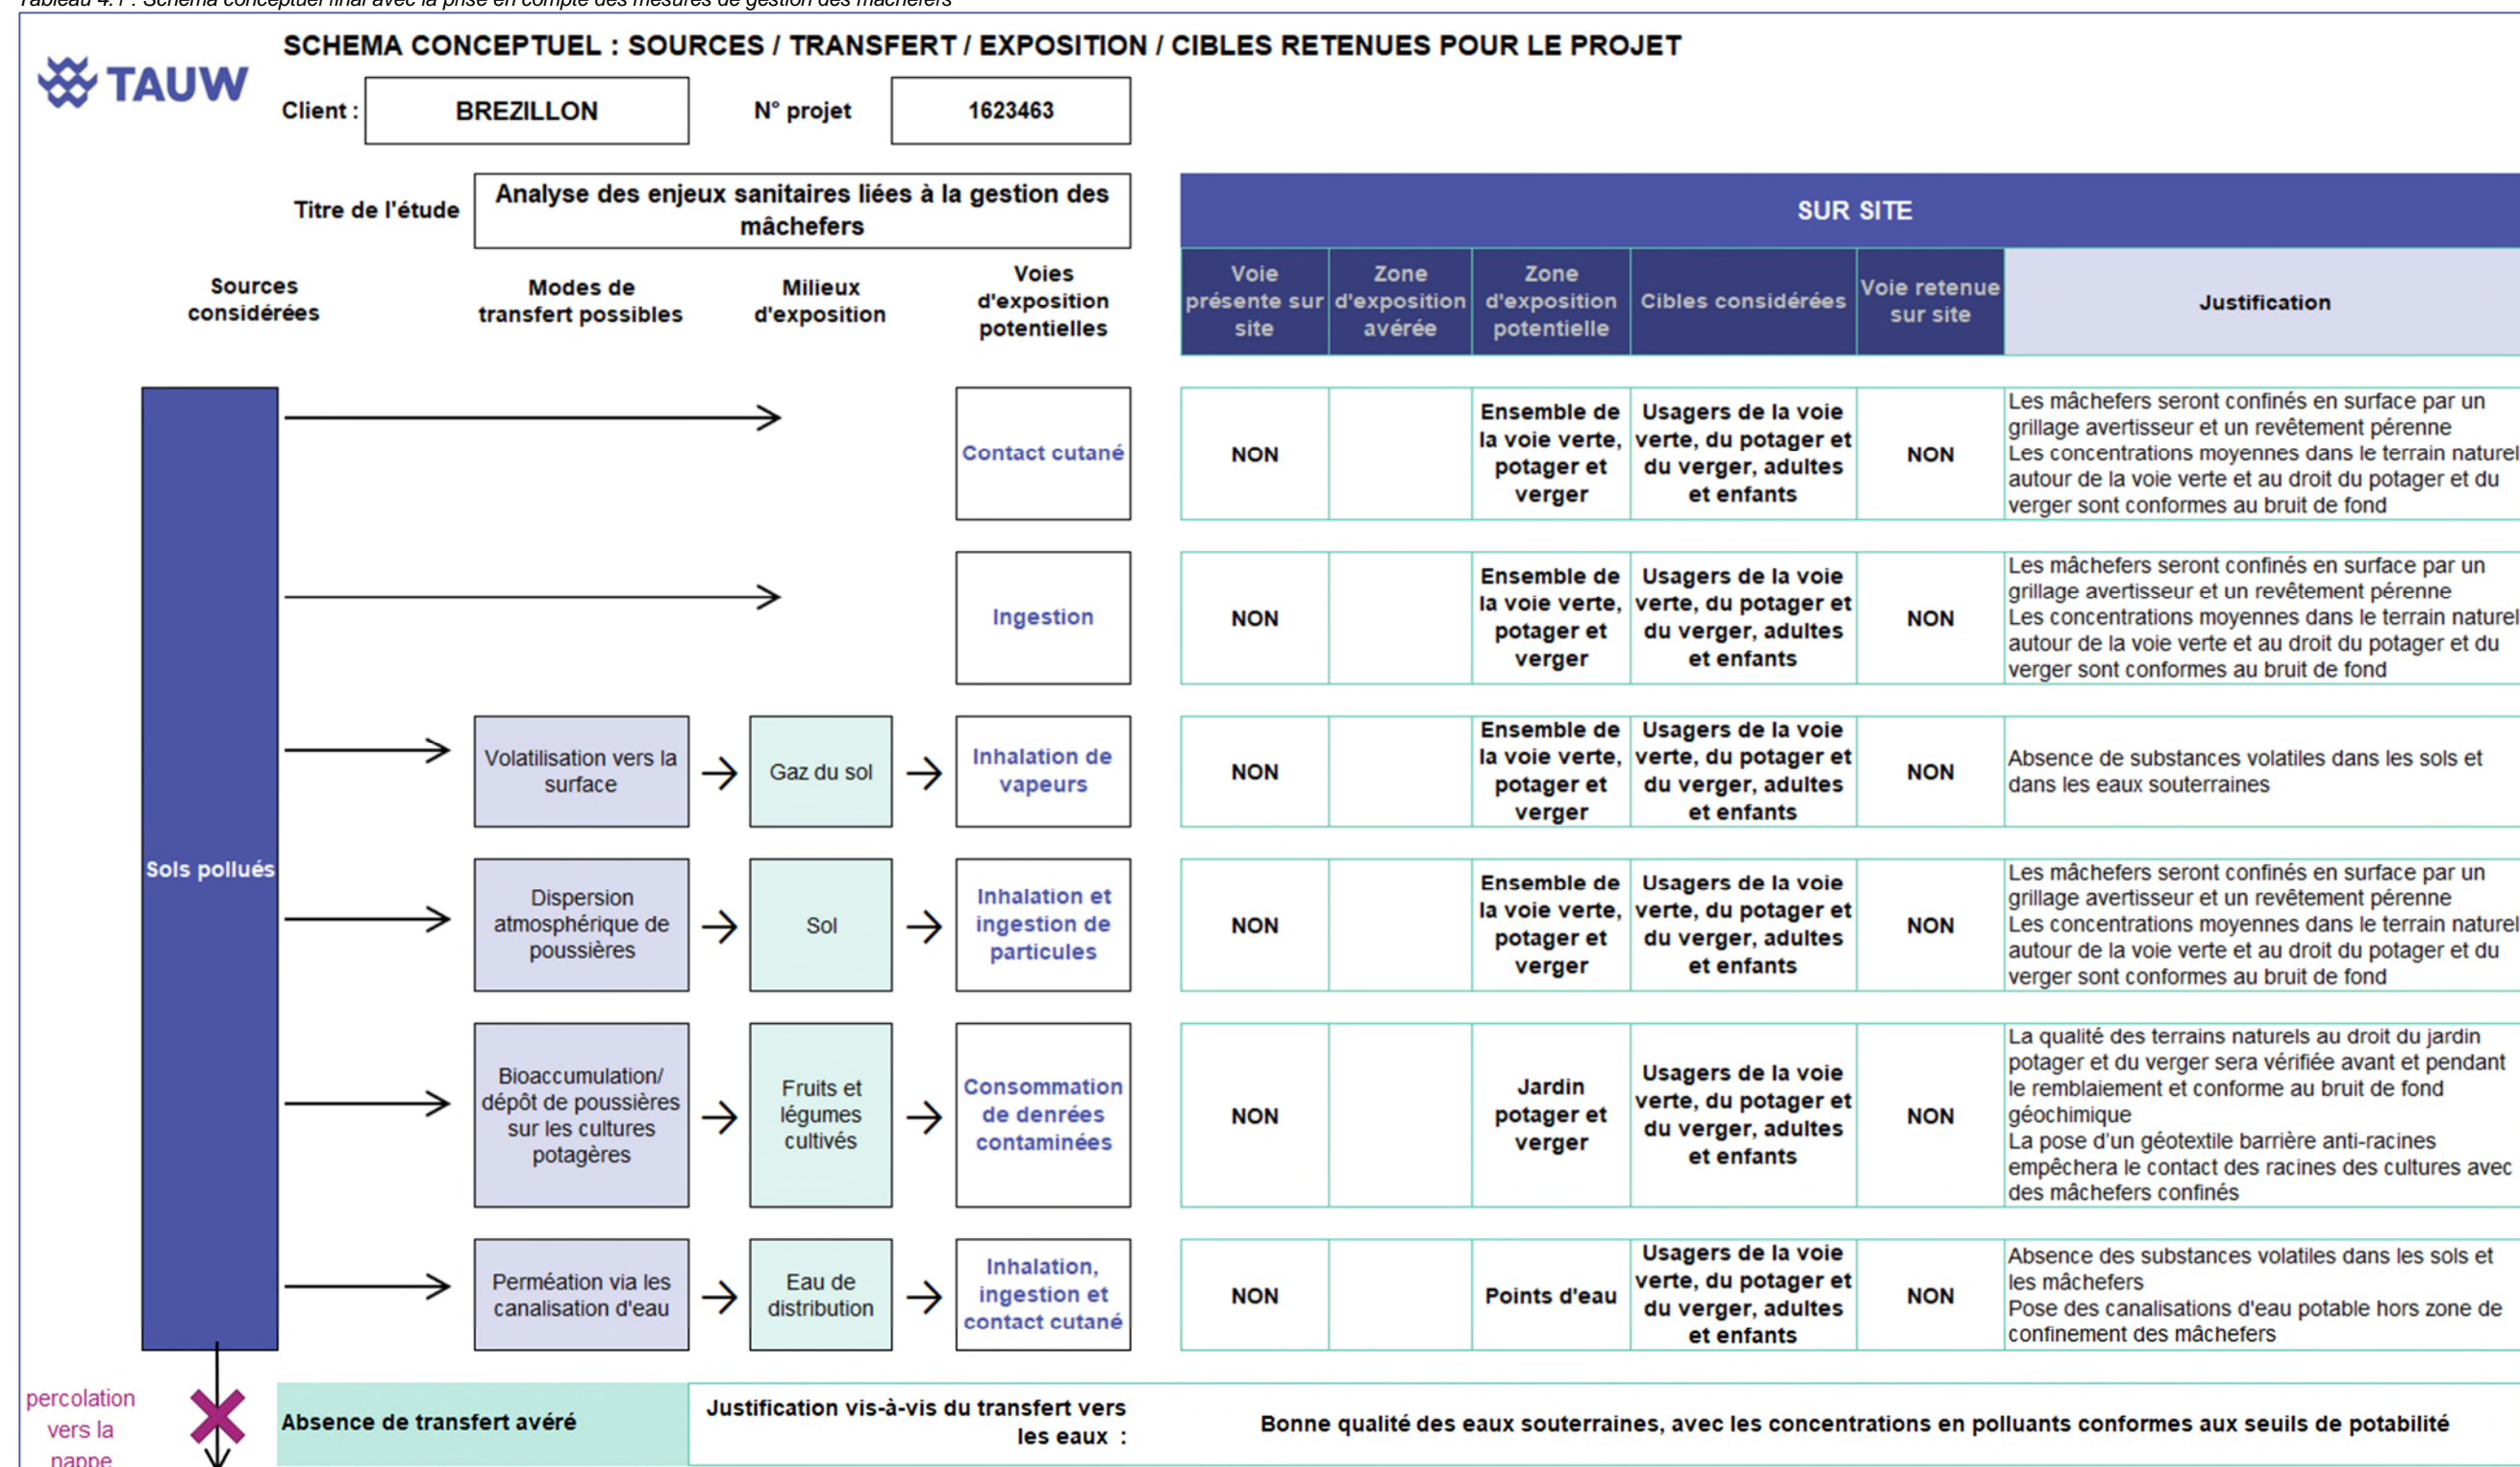 Tableau 4.1 : Schéma conceptuel final avec la prise en compte des mesures de gestion des mâchefers
SCHEMA CONCEPTUEL : SOURCES / TRANSFERT / EXPOSITION / CIBLES RETENUES POUR LE PROJET
TAUW
Client :
BREZILLON
N° projet
1623463
Titre de l'étude
Analyse des enjeux sanitaires liées à la gestion des
mâchefers
SUR SITE
Sources
considérées
Modes de
transfert possibles
Milieux
d'exposition
Voies
d'exposition
potentielles
Voie
présente sur
site
Zone
d'exposition
avérée
Zone
d'exposition
potentielle
Cibles considérées
Voie retenue
sur site
Justification
Sols pollués
Contact cutané
NON
Ensemble de
la voie verte,
potager et
verger
Usagers de la voie
verte, du potager et
du verger, adultes
et enfants
NON
Les mâchefers seront confinés en surface par un
grillage avertisseur et un revêtement pérenne
Les concentrations moyennes dans le terrain naturel
autour de la voie verte et au droit du potager et du
verger sont conformes au bruit de fond
Ingestion
NON
Ensemble de
la voie verte,
potager et
verger
Usagers de la voie
verte, du potager et
du verger, adultes
et enfants
NON
Les mâchefers seront confinés en surface par un
grillage avertisseur et un revêtement pérenne
Les concentrations moyennes dans le terrain naturel
autour de la voie verte et au droit du potager et du
verger sont conformes au bruit de fond
Volatilisation vers la
surface
Gaz du sol
Inhalation de
vapeurs
NON
Ensemble de
la voie verte,
potager et
verger
Usagers de la voie
verte, du potager et
du verger, adultes
et enfants
NON
Absence de substances volatiles dans les sols et
dans les eaux souterraines
Dispersion
atmosphérique de
poussières
Sol
Inhalation et
ingestion de
particules
NON
Ensemble de
la voie verte,
potager et
verger
Usagers de la voie
verte, du potager et
du verger, adultes
et enfants
NON
Les mâchefers seront confinés en surface par un
grillage avertisseur et un revêtement pérenne
Les concentrations moyennes dans le terrain naturel
autour de la voie verte et au droit du potager et du
verger sont conformes au bruit de fond
Bioaccumulation/
dépôt de poussières
sur les cultures
potagères
Fruits et
légumes
cultivés
Consommation
de denrées
contaminées
NON
Jardin
potager et
verger
Usagers de la voie
verte, du potager et
du verger, adultes
et enfants
NON
La qualité des terrains naturels au droit du jardin
potager et du verger sera vérifiée avant et pendant
le remblaiement et conforme au bruit de fond
géochimique
La pose d'un géotextile barrière anti-racines
empêchera le contact des racines des cultures avec
des mâchefers confinés
Perméation via les
canalisation d'eau
Eau de
distribution
Inhalation,
ingestion et
contact cutané
NON
Points d'eau
Usagers de la voie
verte, du potager et
du verger, adultes
et enfants
NON
Absence des substances volatiles dans les sols et
les mâchefers
Pose des canalisations d'eau potable hors zone de
confinement des mâchefers
percolation
vers la
nappe
Absence de transfert avéré
Justification vis-à-vis du transfert vers
les eaux :
Bonne qualité des eaux souterraines, avec les concentrations en polluants conformes aux seuils de potabilité